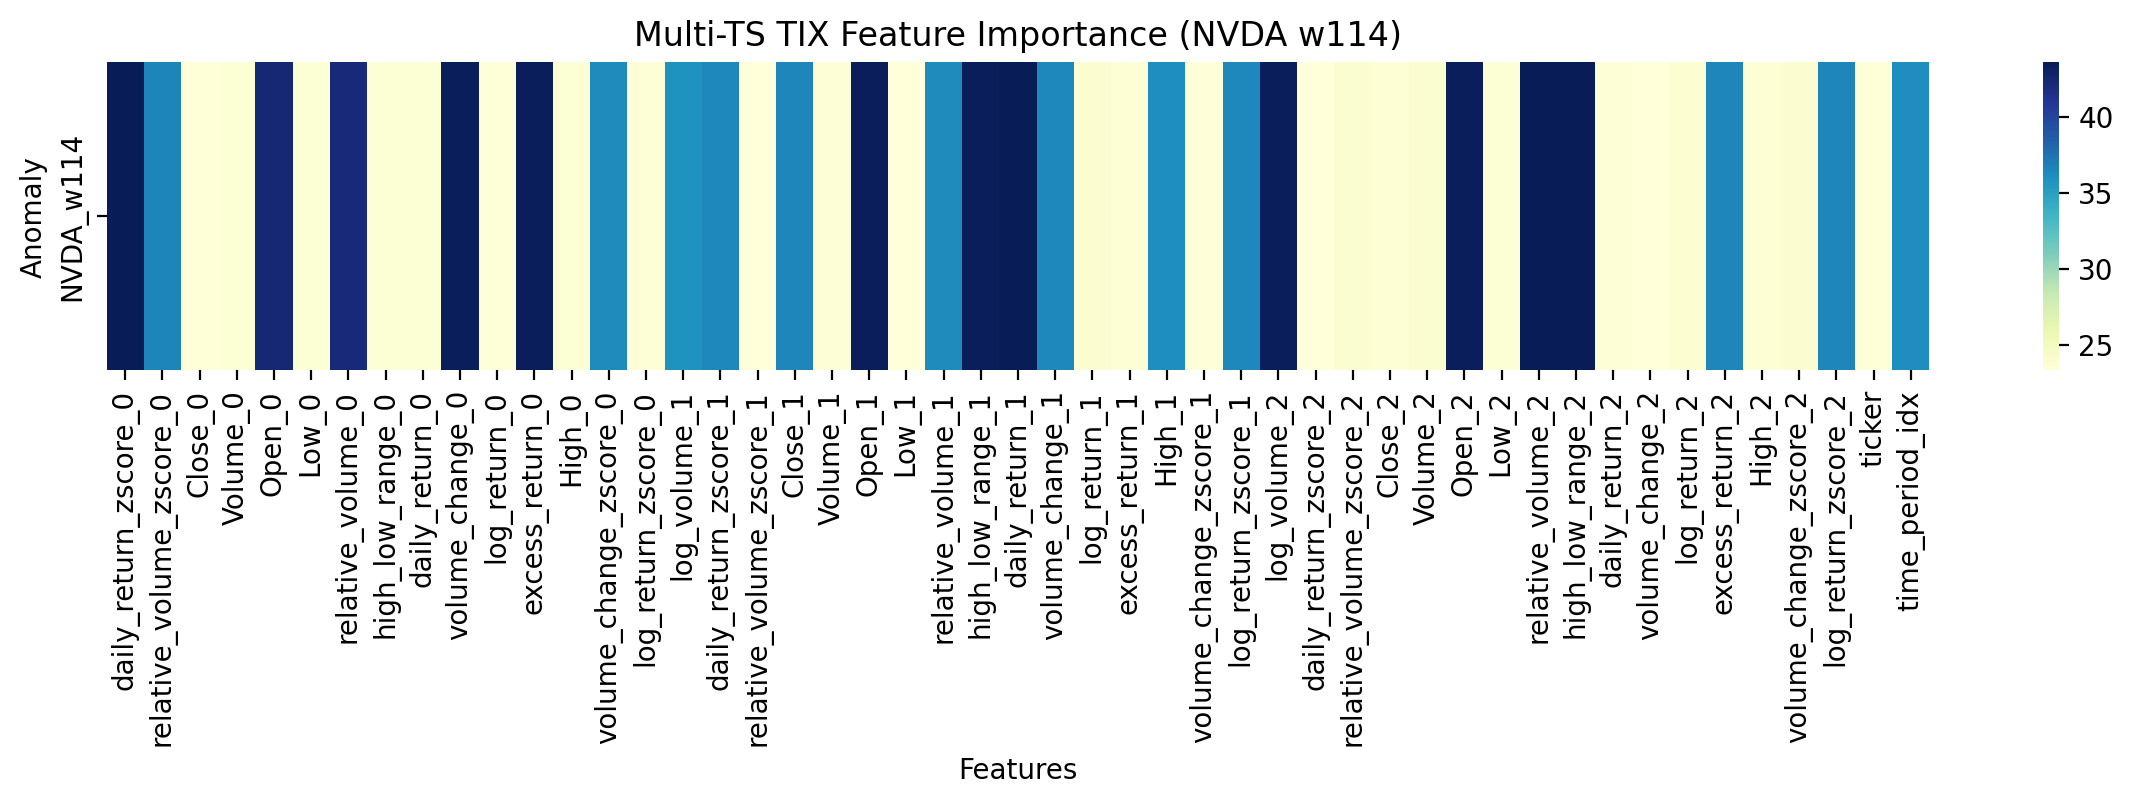 Multi-TS TIX Feature Importance (NVDA w114)
Anomaly
NVDA_w114
40
35
30
25
daily_return_zscore_0
relative_volume_zscore_0
Close_0
Volume_0
Open_0
Low_0
relative_volume_0
high_low_range_0
daily_return_0
volume_change_0
log_return_0
excess_return_0
High_0
volume_change_zscore_0
log_return_zscore_0
log_volume_1
daily_return_zscore_1
relative_volume_zscore_1
Close_1
Volume_1
Open_1
Low_1
relative_volume_1
high_low_range_1
daily_return_1
volume_change_1
log_return_1
excess_return_1
High_1
volume_change_zscore_1
log_return_zscore_1
log_volume_2
daily_return_zscore_2
relative_volume_zscore_2
Close_2
Volume_2
Open_2
Low_2
relative_volume_2
high_low_range_2
daily_return_2
volume_change_2
log_return_2
excess_return_2
High_2
volume_change_zscore_2
log_return_zscore_2
ticker
time_period_idx
Features